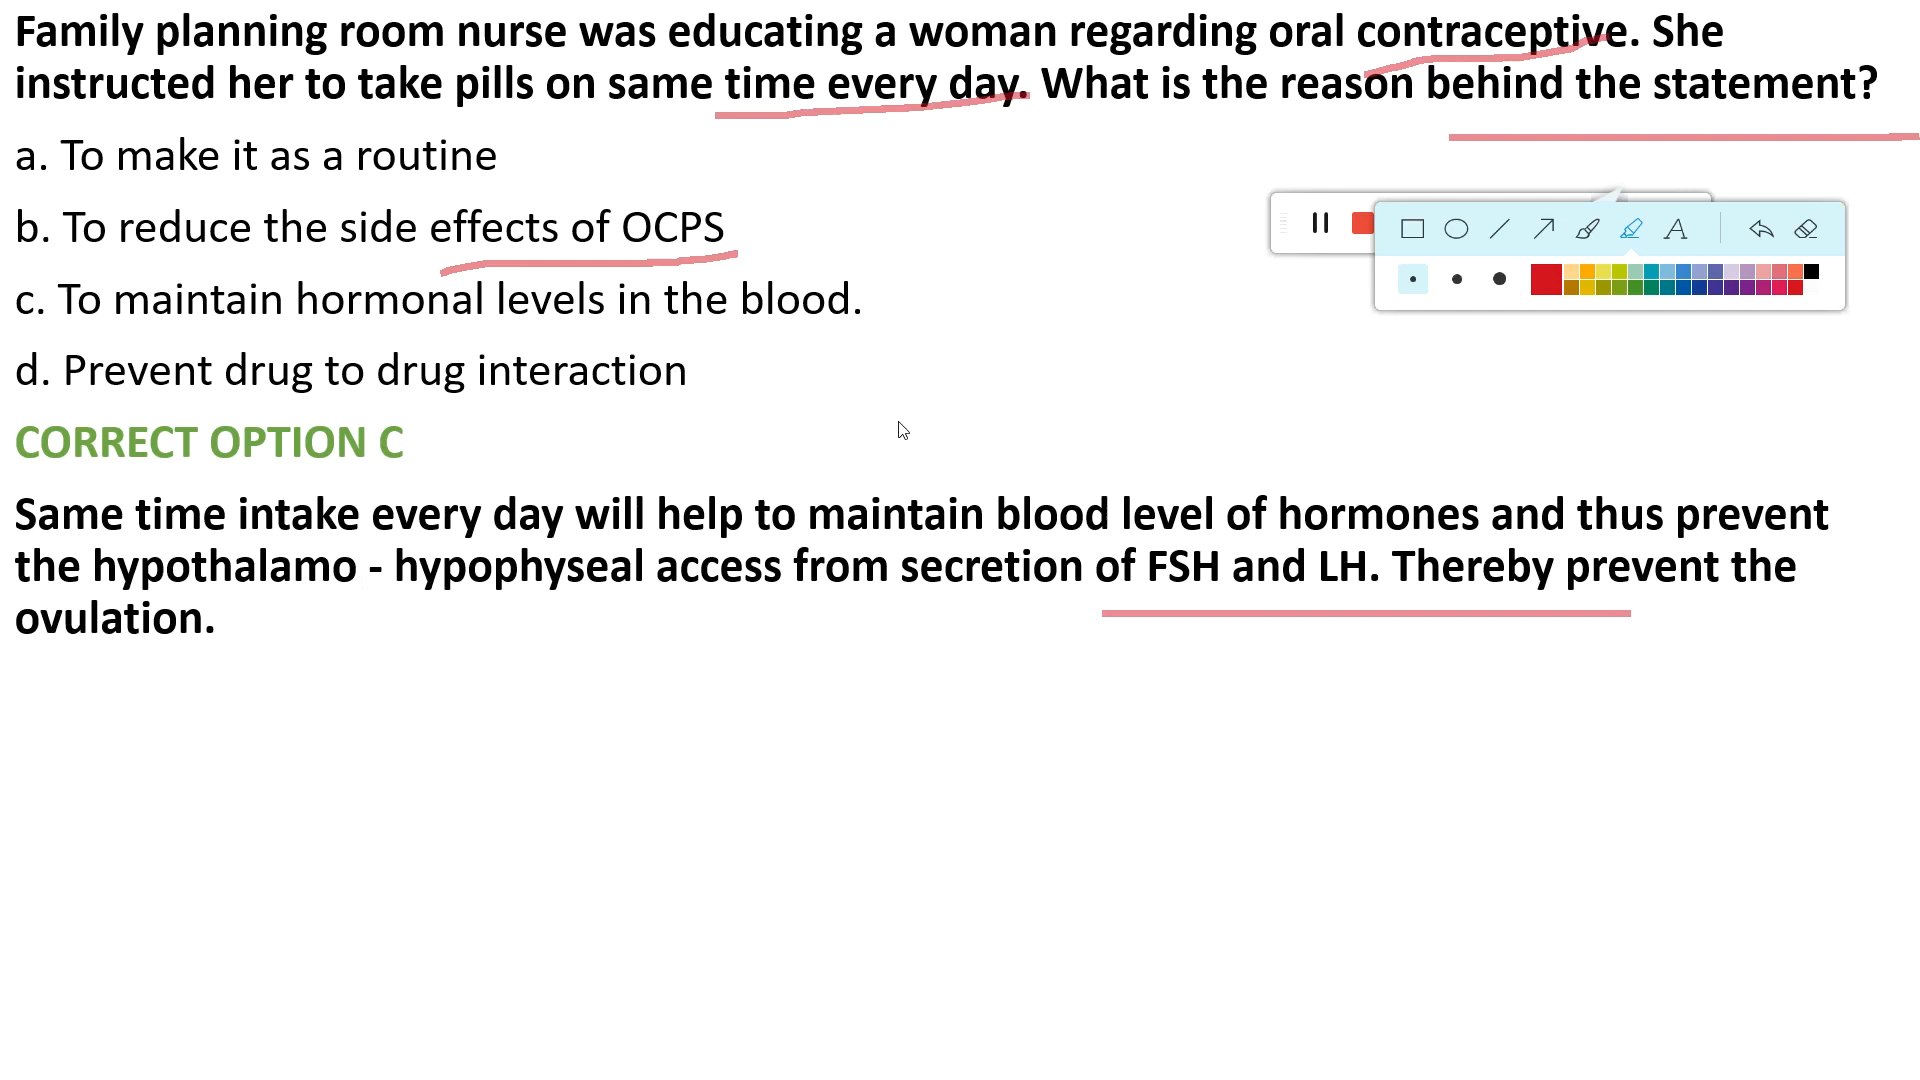 Family planning room nurse was educating a woman regarding oral contraceptive. She
instructed her to take pills on same time every day. What is the reason behind the statement?
a. To make it as a routine
b. To reduce the side effects of OCPS
c. To maintain hormonal levels in the blood.
d. Prevent drug to drug interaction
CORRECT OPTION C
Same time intake every day will help to maintain blood level of hormones and thus prevent
the hypothalamo - hypophyseal access from secretion of FSH and LH. Thereby prevent the
ovulation.